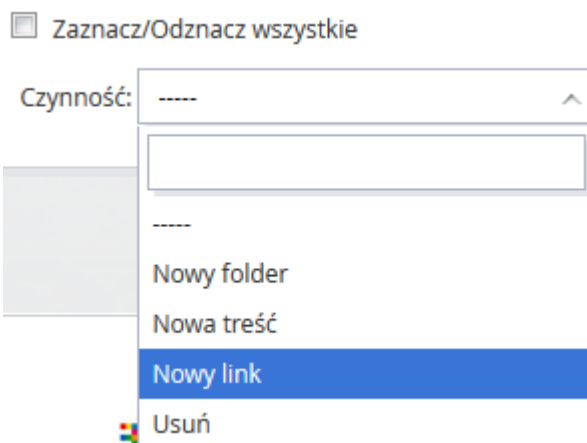 Zaznacz/Odznacz wszystkie
Czynność: -----
-----
Nowy folder
Nowa treść
Nowy link
Usuń